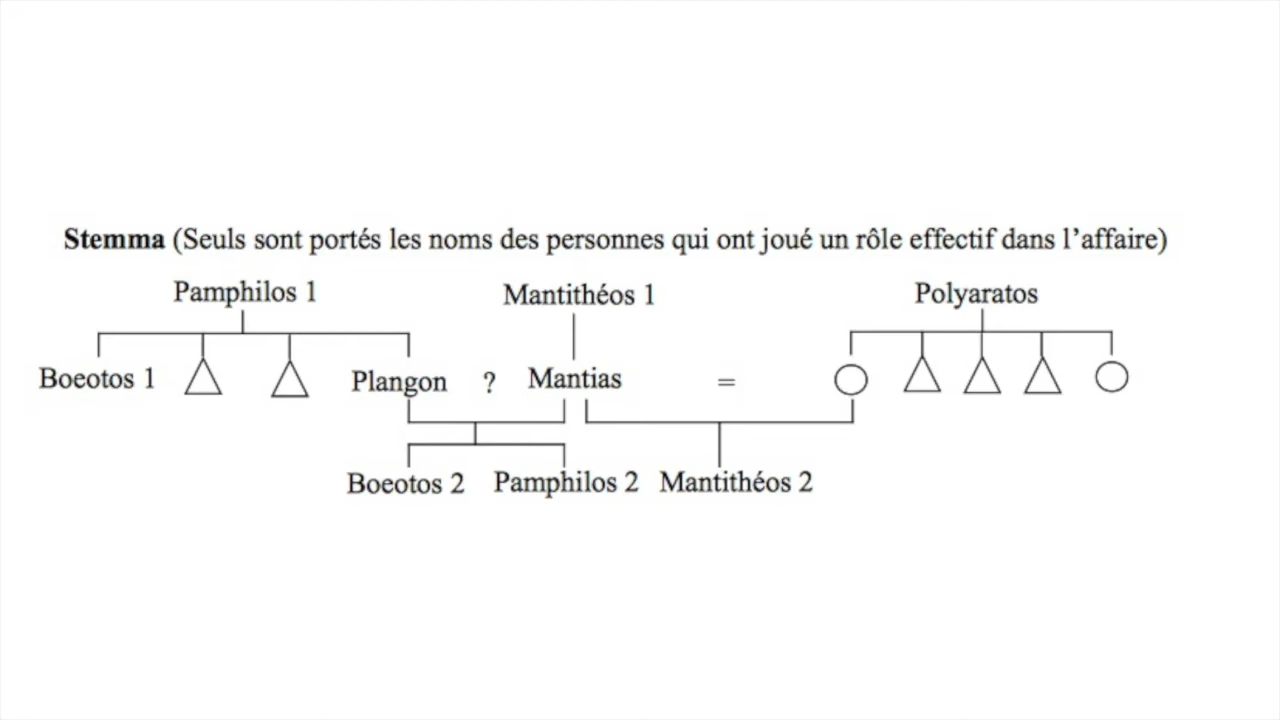 Stemma (Seuls sont portés les noms des personnes qui ont joué un rôle effectif dans l’affaire)
Pamphilos 1 Mantithéos 1 Polyaratos
Boeotos 1 Plangon ? Mantias =
Boeotos 2 Pamphilos 2 Mantithéos 2